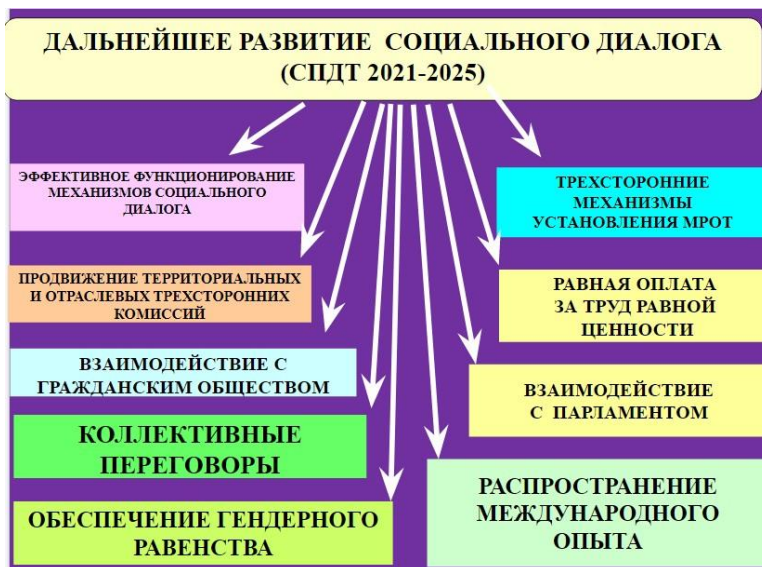 ДАЛЬНЕЙШЕЕ РАЗВИТИЕ СОЦИАЛЬНОГО ДИАЛОГА
(СПДТ 2021-2025)
ЭФФЕКТИВНОЕ ФУНКЦИОНИРОВАНИЕ
МЕХАНИЗМОВ СОЦИАЛЬНОГО
ДИАЛОГА
ПРОДВИЖЕНИЕ ТЕРРИТОРИАЛЬНЫХ
И ОТРАСЛЕВЫХ ТРЕХСТОРОННИХ
КОМИССИЙ
ВЗАИМОДЕЙСТВИЕ С
ГРАЖДАНСКИМ ОБЩЕСТВОМ
КОЛЛЕКТИВНЫЕ
ПЕРЕГОВОРЫ
ОБЕСПЕЧЕНИЕ ГЕНДЕРНОГО
РАВЕНСТВА
ТРЕХСТОРОННИЕ
МЕХАНИЗМЫ
УСТАНОВЛЕНИЯ МРОТ
РАВНАЯ ОПЛАТА
ЗА ТРУД РАВНОЙ
ЦЕННОСТИ
ВЗАИМОДЕЙСТВИЕ
С ПАРЛАМЕНТОМ
РАСПРОСТРАНЕНИЕ
МЕЖДУНАРОДНОГО
ОПЫТА